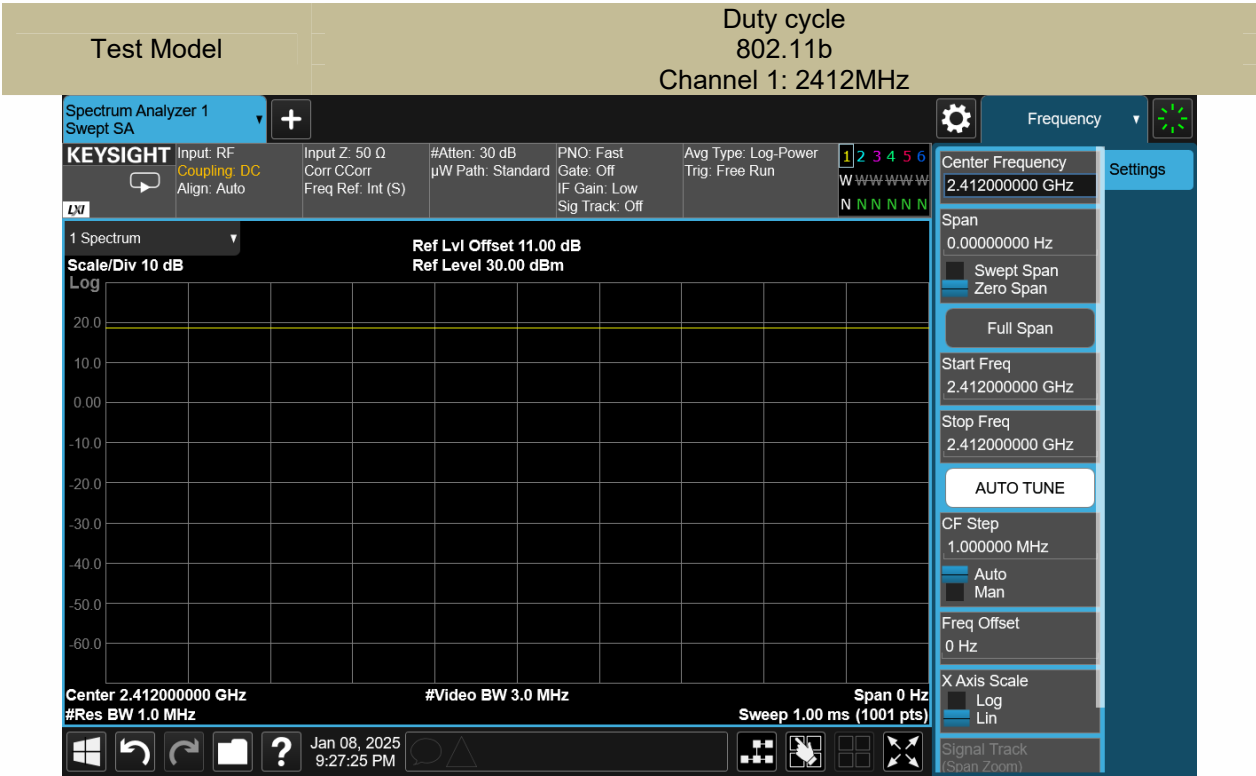 Test Model
Duty cycle
802.11b
Channel 1: 2412MHz
Spectrum Analyzer 1
Swept SA
+
Frequency
KEYSIGHT
LXI
Input: RF
Coupling: DC
Align: Auto
Input Z: 50 Ω
Corr CCorr
Freq Ref: Int (S)
#Atten: 30 dB
µW Path: Standard
PNO: Fast
Gate: Off
IF Gain: Low
Sig Track: Off
Avg Type: Log-Power
Trig: Free Run
1 2 3 4 5 6
W W W W W W
N N N N N N
Center Frequency
2.412000000 GHz
Settings
Span
0.00000000 Hz
Swept Span
Zero Span
Full Span
Start Freq
2.412000000 GHz
Stop Freq
2.412000000 GHz
AUTO TUNE
CF Step
1.000000 MHz
Auto
Man
Freq Offset
0 Hz
X Axis Scale
Log
Lin
Signal Track
(Span Zoom)
1 Spectrum
Scale/Div 10 dB
Log
Ref Lvl Offset 11.00 dB
Ref Level 30.00 dBm
20.0
10.0
0.00
-10.0
-20.0
-30.0
-40.0
-50.0
-60.0
Center 2.412000000 GHz
#Res BW 1.0 MHz
#Video BW 3.0 MHz
Span 0 Hz
Sweep 1.00 ms (1001 pts)
?
Jan 08, 2025
9:27:25 PM